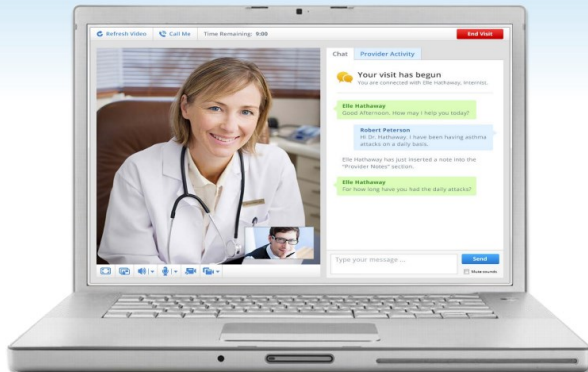 Refresh Video Call Me Time Remaining: 9:00 End Visit
Chat Provider Activity
Your visit has begun
You are connected with Elle Hathaway, Internist.
Elle Hathaway
Good Afternoon, How may I help you today?
Robert Peterson
Hi Dr. Hathaway, I have been having asthma
attacks on a daily basis.
Elle Hathaway has just inserted a note into the
"Provider Notes" section.
Elle Hathaway
For how long have you had the daily attacks?
Type your message ...
Send
Mute sounds